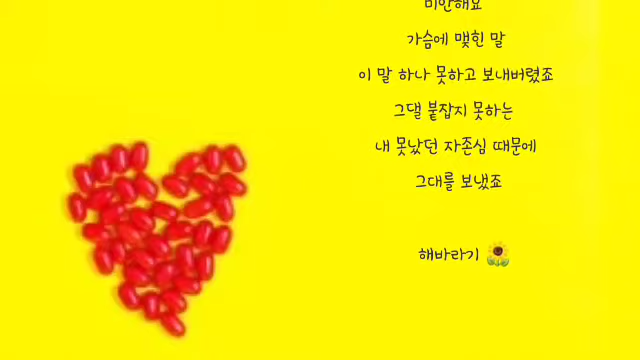 미안해요
가슴에 맺힌 말
이 말 하나 못하고 보내버렸죠
그댈 붙잡지 못하는
내 못났던 자존심 때문에
그대를 보냈죠
해바라기 🌻